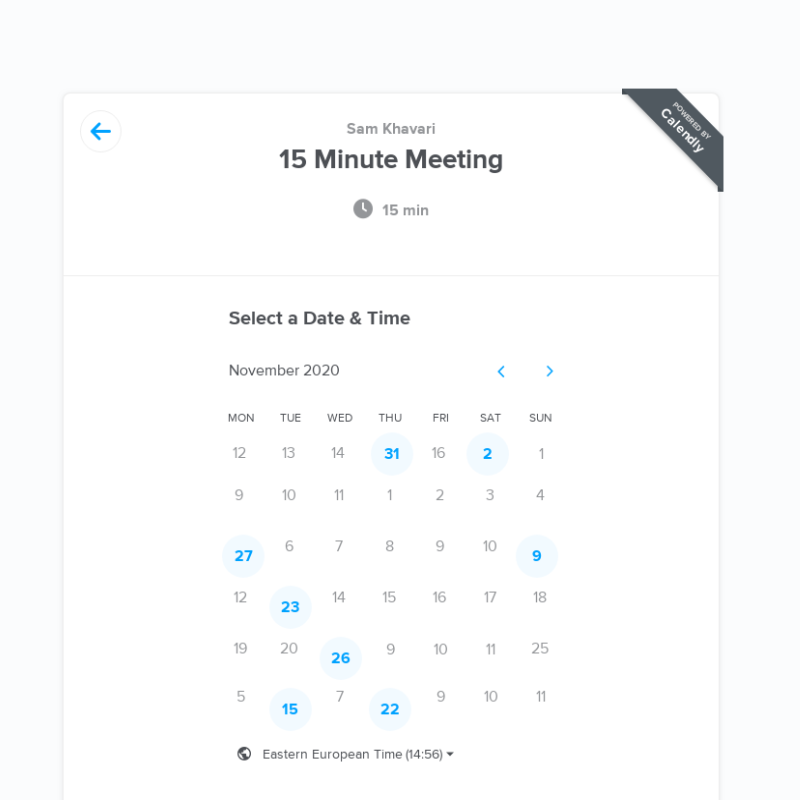 POWERED BY
Calendly
Sam Khavari
15 Minute Meeting
15 min
Select a Date & Time
November 2020
MON TUE WED THU FRI SAT SUN
12 13 14 31 16 2 1
9 10 11 1 2 3 4
27 6 7 8 9 10 9
12 23 14 15 16 17 18
19 20 26 9 10 11 25
5 15 7 22 9 10 11
Eastern European Time (14:56)